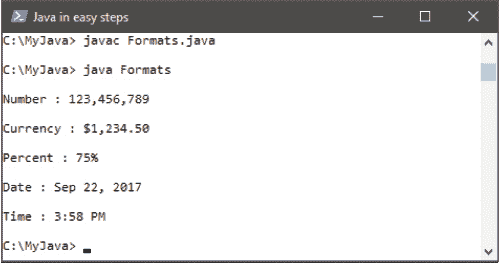 Java in easy steps
C:\MyJava> javac Formats.java
C:\MyJava> java Formats
Number : 123,456,789
Currency : $1,234.50
Percent : 75%
Date : Sep 22, 2017
Time : 3:58 PM
C:\MyJava>